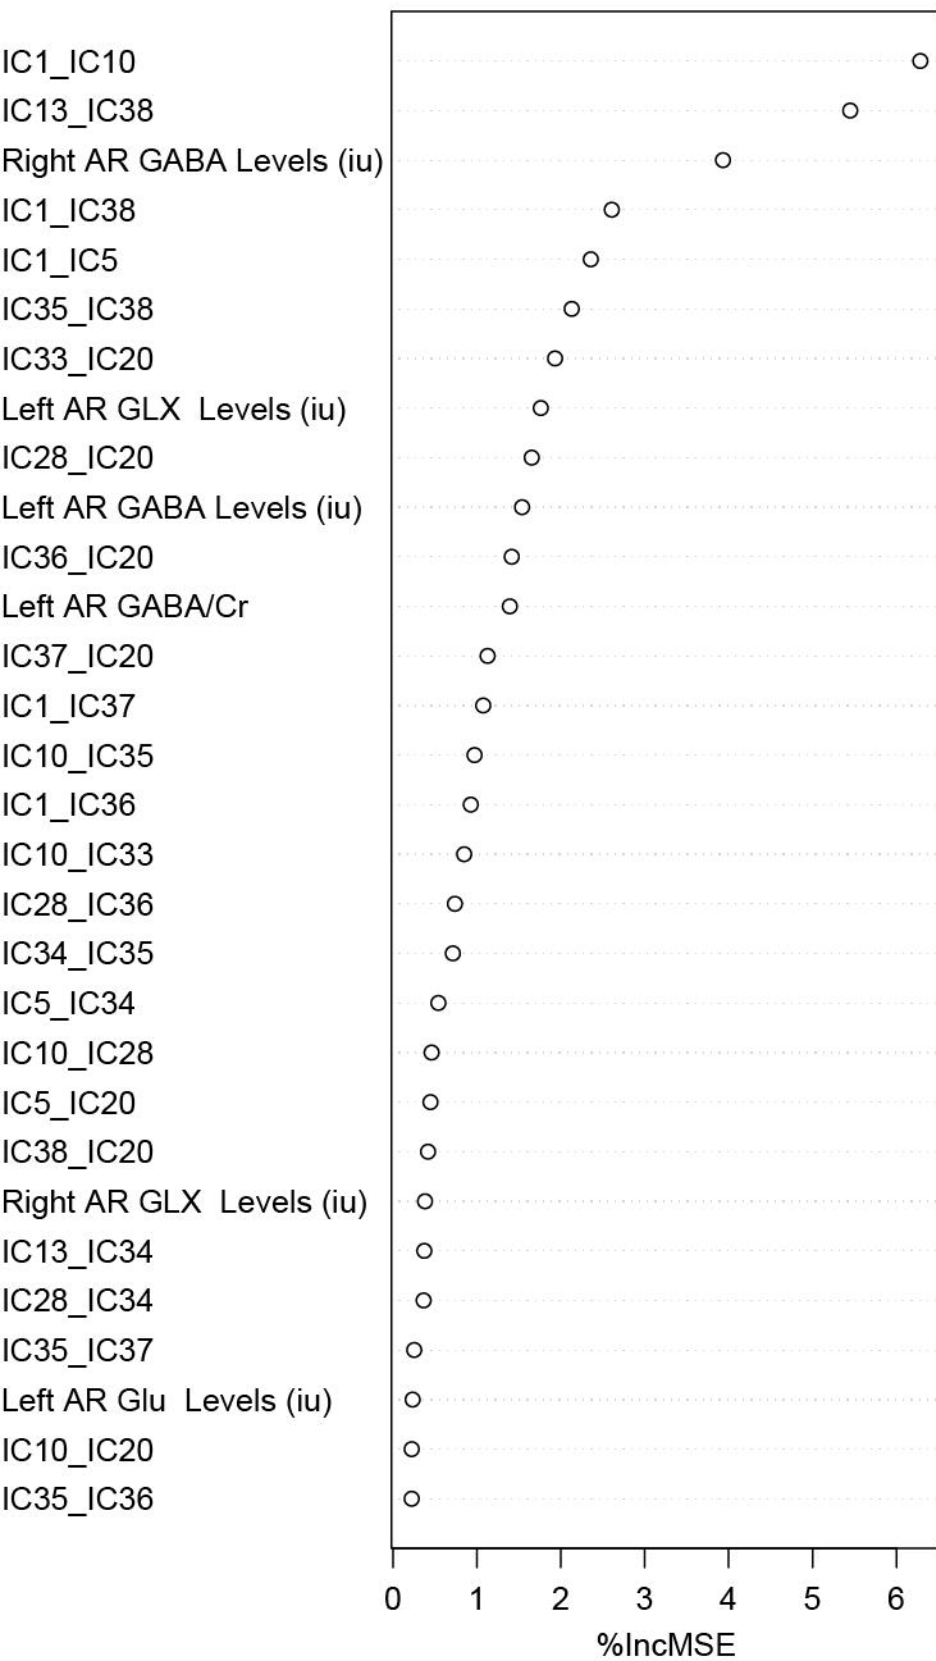 IC1_IC10
IC13_IC38
Right AR GABA Levels (iu)
IC1_IC38
IC1_IC5
IC35_IC38
IC33_IC20
Left AR GLX  Levels (iu)
IC28_IC20
Left AR GABA Levels (iu)
IC36_IC20
Left AR GABA/Cr
IC37_IC20
IC1_IC37
IC10_IC35
IC1_IC36
IC10_IC33
IC28_IC36
IC34_IC35
IC5_IC34
IC10_IC28
IC5_IC20
IC38_IC20
Right AR GLX  Levels (iu)
IC13_IC34
IC28_IC34
IC35_IC37
Left AR Glu  Levels (iu)
IC10_IC20
IC35_IC36
0 1 2 3 4 5 6
%IncMSE